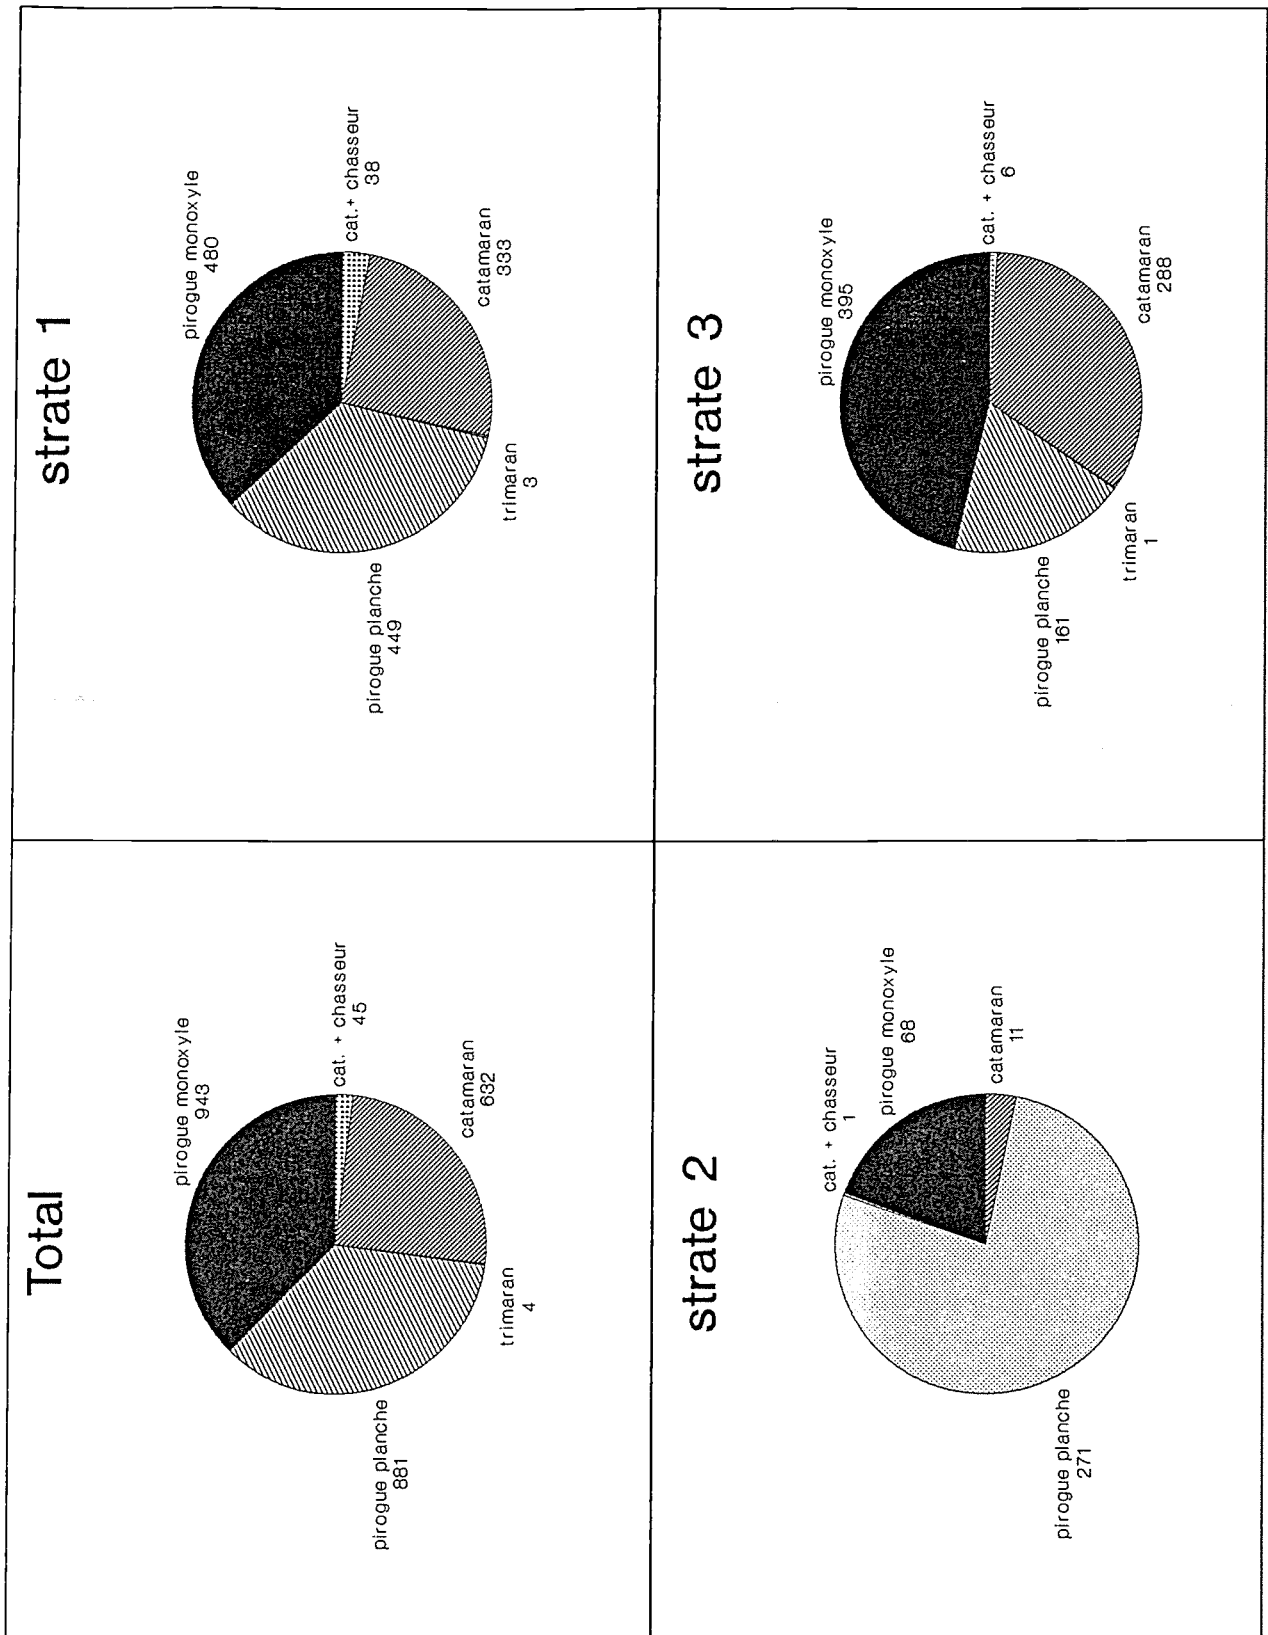 Total
pirogue monoxyle
943
cat. + chasseur
45
catamaran
632
trimaran
4
pirogue planche
881
strate 1
pirogue monoxyle
480
cat.+ chasseur
38
catamaran
333
trimaran
3
pirogue planche
449
strate 2
cat. + chasseur
1
pirogue monoxyle
68
catamaran
11
pirogue planche
271
strate 3
pirogue monoxyle
395
cat. + chasseur
6
catamaran
288
trimaran
1
pirogue planche
161